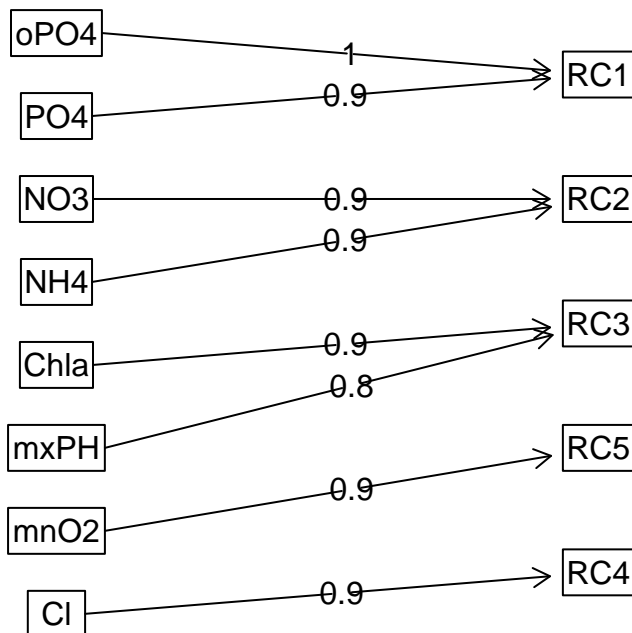 oPO4
1
RC1
PO4
0.9
NO3
0.9
RC2
NH4
0.9
Chla
0.9
RC3
mxPH
0.8
RC5
mnO2
0.9
RC4
Cl
0.9